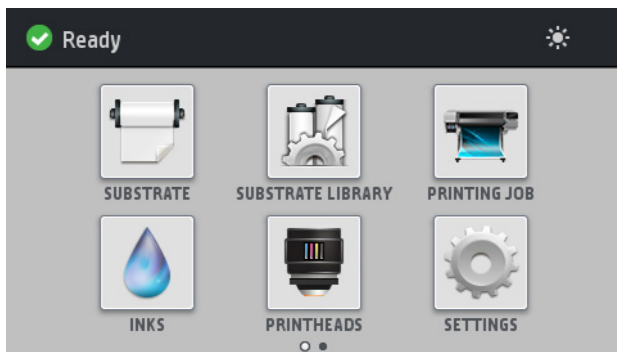 Ready
SUBSTRATE SUBSTRATE LIBRARY PRINTING JOB
INKS PRINTHEADS SETTINGS